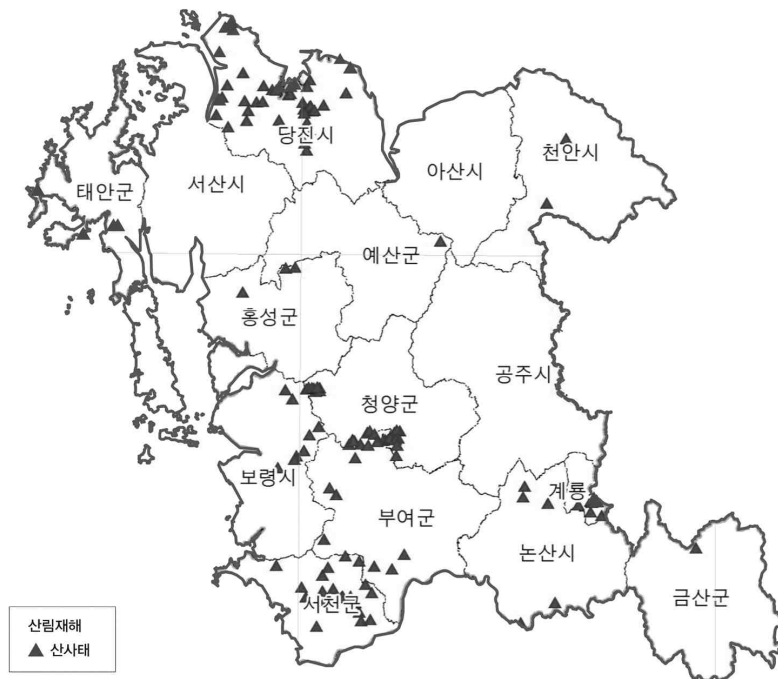 당진시
아산시
천안시
태안군
서산시
예산군
홍성군
공주시
청양군
보령시
계룡
부여군
논산시
서천군
금산군
산림재해
산사태